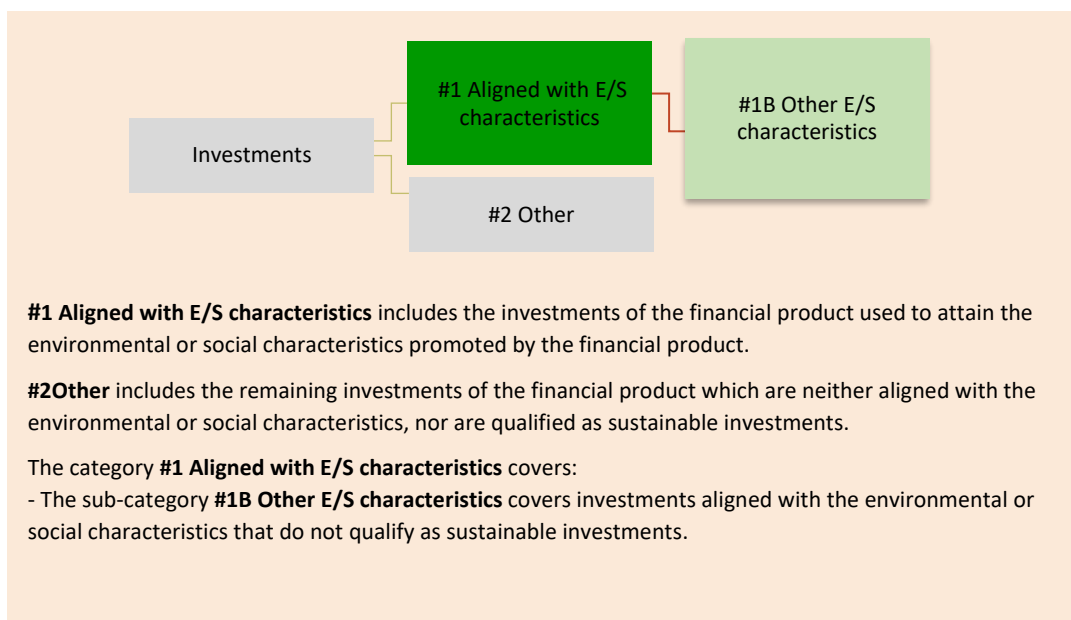 #1 Aligned with E/S
characteristics
#1B Other E/S
characteristics
Investments
#2 Other
#1 Aligned with E/S characteristics includes the investments of the financial product used to attain the
environmental or social characteristics promoted by the financial product.
#2Other includes the remaining investments of the financial product which are neither aligned with the
environmental or social characteristics, nor are qualified as sustainable investments.
The category #1 Aligned with E/S characteristics covers:
- The sub-category #1B Other E/S characteristics covers investments aligned with the environmental or
social characteristics that do not qualify as sustainable investments.